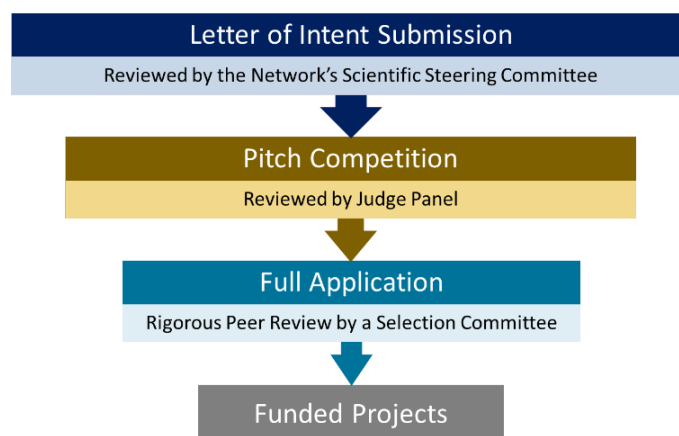 Letter of Intent Submission
Reviewed by the Network’s Scientific Steering Committee
Pitch Competition
Reviewed by Judge Panel
Full Application
Rigorous Peer Review by a Selection Committee
Funded Projects